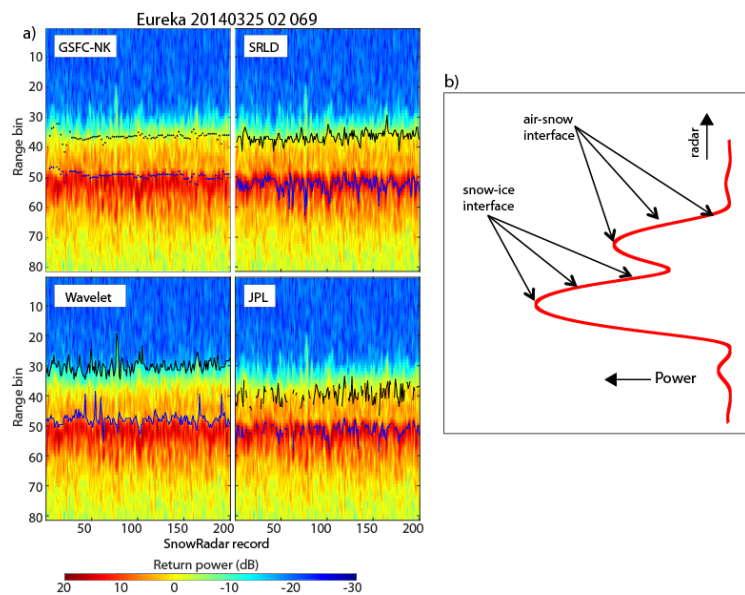 Eureka 20140325 02 069
a)
GSFC-NK
SRLD
Range bin
10
20
30
40
50
60
70
80
Wavelet
JPL
Range bin
10
20
30
40
50
60
70
80
50
100
150
200
50
100
150
200
SnowRadar record
Return power (dB)
20
10
0
-10
-20
-30
b)
air-snow
interface
radar
snow-ice
interface
Power